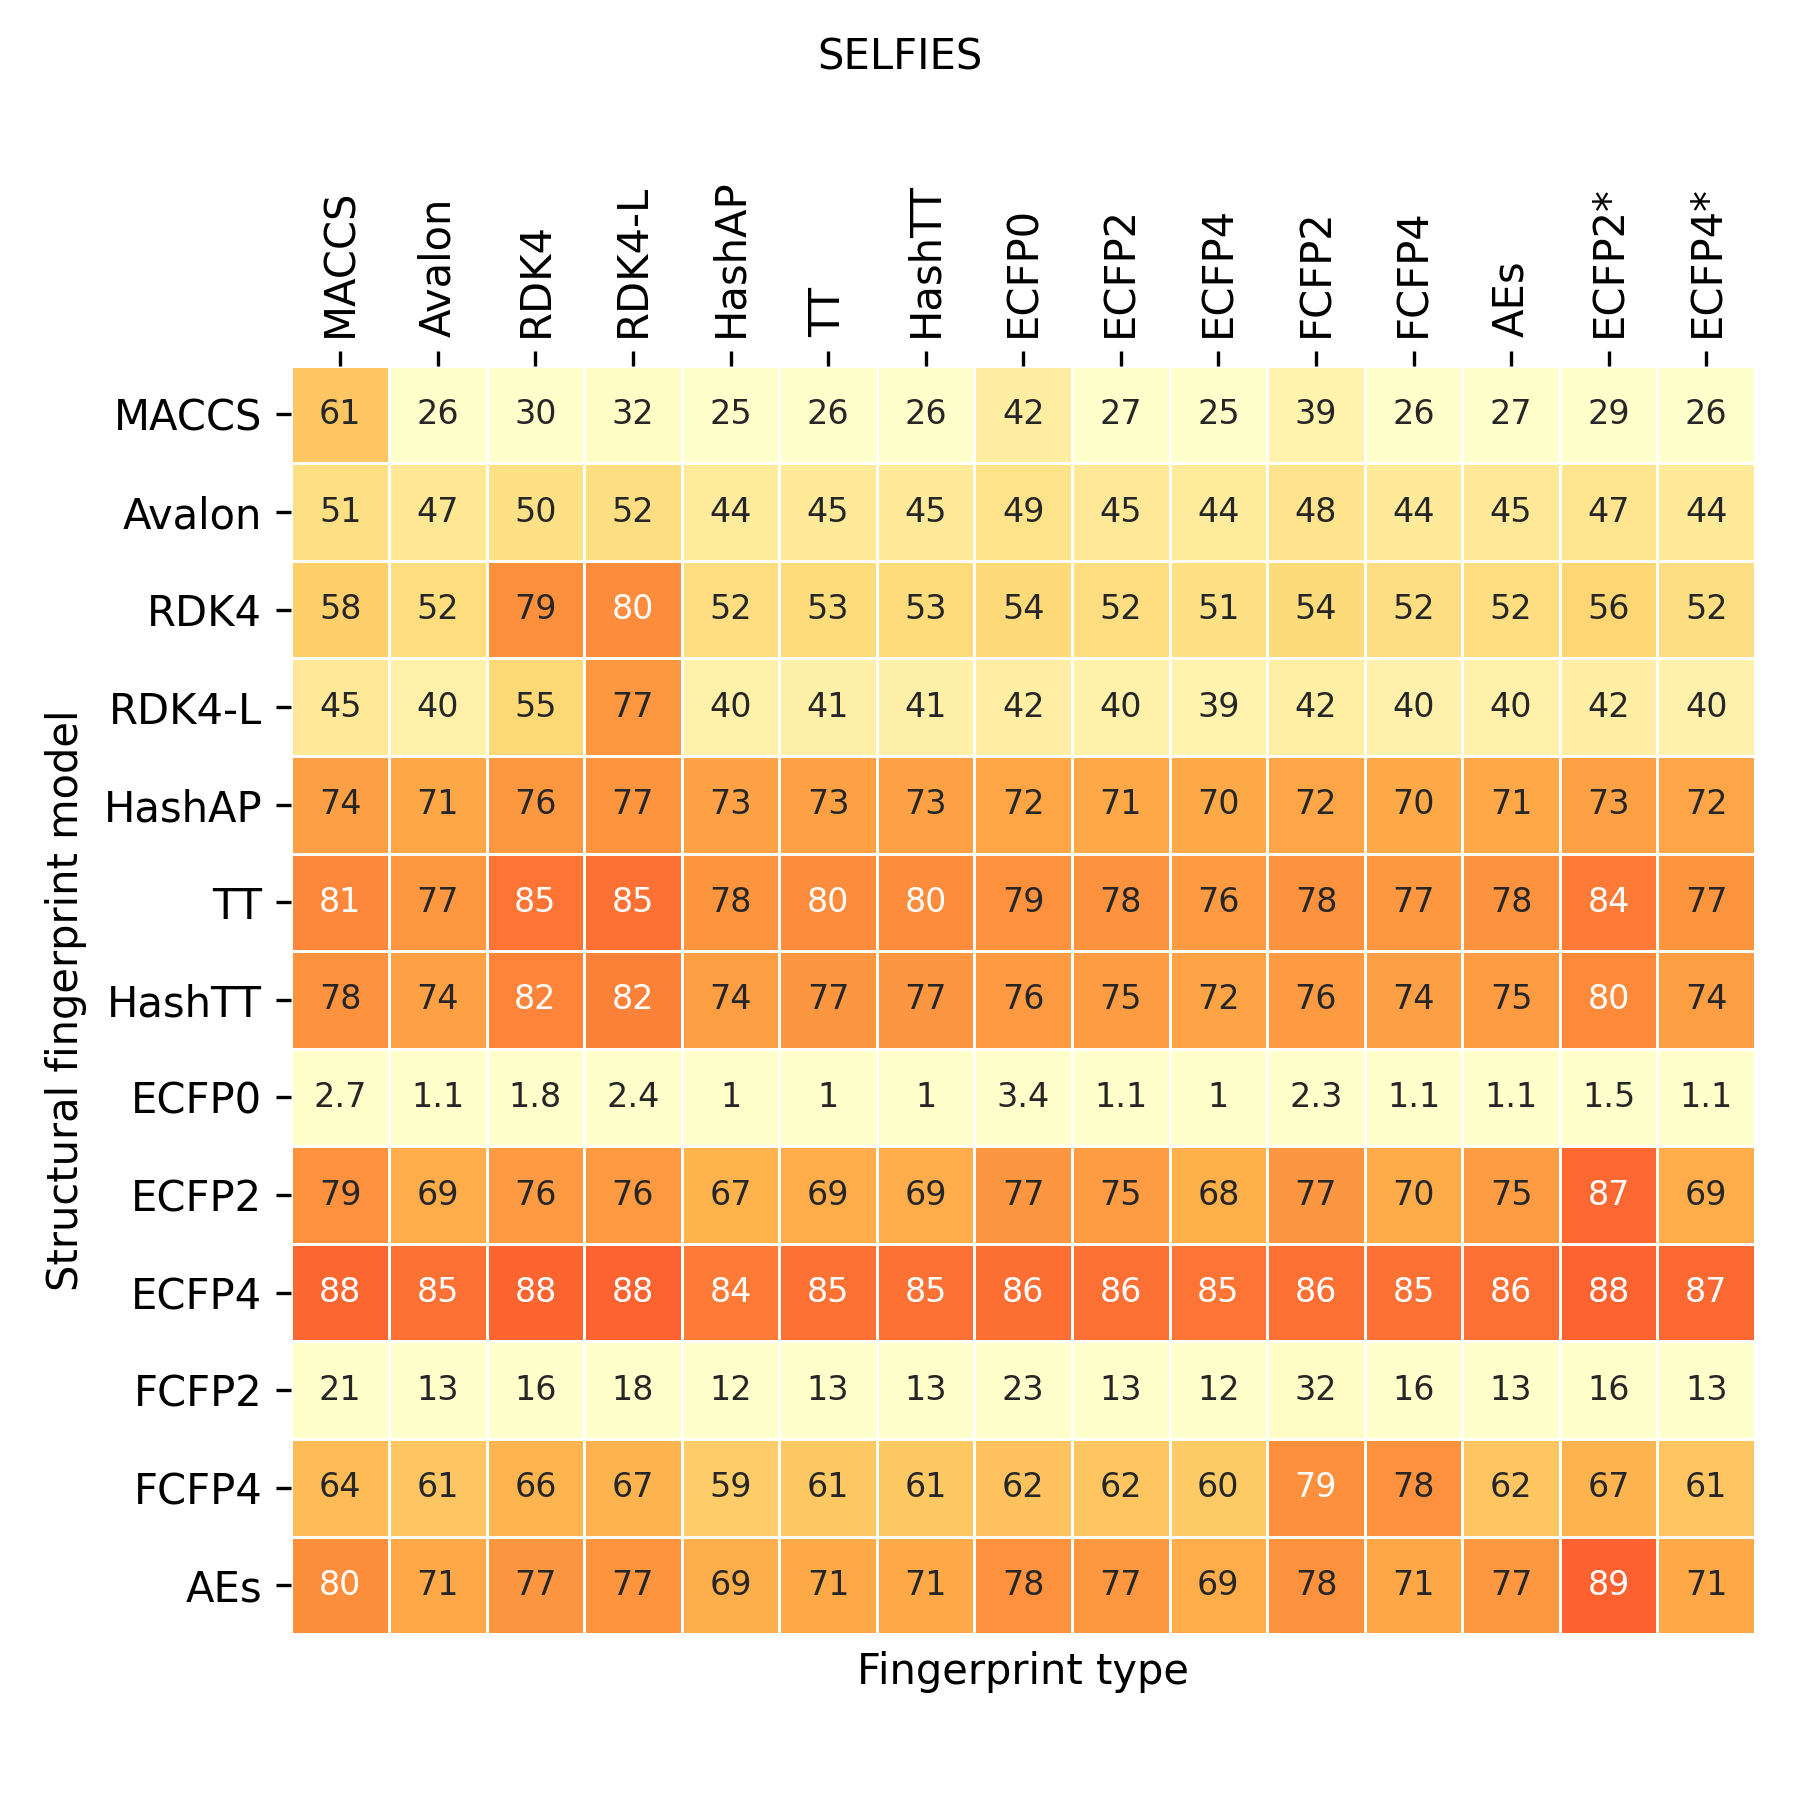 SELFIES
MACCS Avalon RDK4 RDK4-L HashAP TT HashTT ECFP0 ECFP2 ECFP4 FCFP2 FCFP4 AEs ECFP2* ECFP4*
Structural fingerprint model
MACCS 61 26 30 32 25 26 26 42 27 25 39 26 27 29 26
Avalon 51 47 50 52 44 45 45 49 45 44 48 44 45 47 44
RDK4 58 52 79 80 52 53 53 54 52 51 54 52 52 56 52
RDK4-L 45 40 55 77 40 41 41 42 40 39 42 40 40 42 40
HashAP 74 71 76 77 73 73 73 72 71 70 72 70 71 73 72
TT 81 77 85 85 78 80 80 79 78 76 78 77 78 84 77
HashTT 78 74 82 82 74 77 77 76 75 72 76 74 75 80 74
ECFP0 2.7 1.1 1.8 2.4 1 1 1 3.4 1.1 1 2.3 1.1 1.1 1.5 1.1
ECFP2 79 69 76 76 67 69 69 77 75 68 77 70 75 87 69
ECFP4 88 85 88 88 84 85 85 86 86 85 86 85 86 88 87
FCFP2 21 13 16 18 12 13 13 23 13 12 32 16 13 16 13
FCFP4 64 61 66 67 59 61 61 62 62 60 79 78 62 67 61
AEs 80 71 77 77 69 71 71 78 77 69 78 71 77 89 71
Fingerprint type